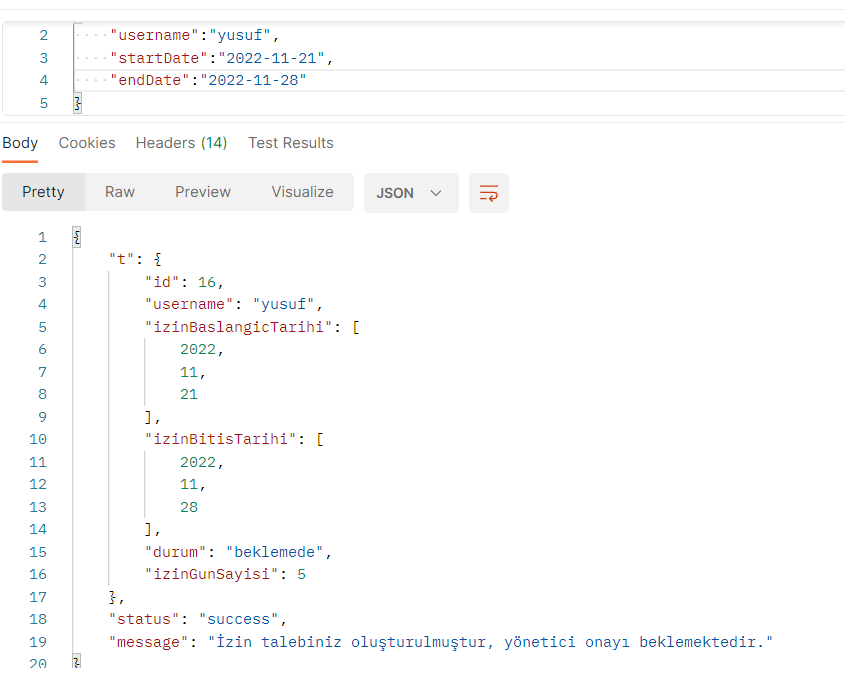 2 "username":"yusuf",
3 "startDate":"2022-11-21",
4 "endDate":"2022-11-28"
5 }
Body Cookies Headers (14) Test Results
Pretty Raw Preview Visualize JSON
1 {
2 "t": {
3 "id": 16,
4 "username": "yusuf",
5 "izinBaslangicTarihi": [
6 2022,
7 11,
8 21
9 ],
10 "izinBitisTarihi": [
11 2022,
12 11,
13 28
14 ],
15 "durum": "beklemede",
16 "izinGunSayisi": 5
17 },
18 "status": "success",
19 "message": "İzin talebiniz oluşturulmuştur, yönetici onayı beklemektedir."
20 }